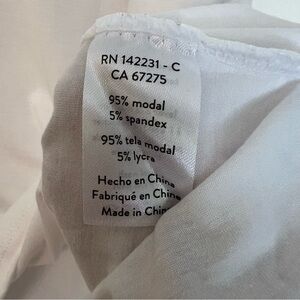 RN 142231 - C
CA 67275
95% modal
5% spandex
95% tela modal
5% lycra
Hecho en China
Fabriqué en China
Made in China